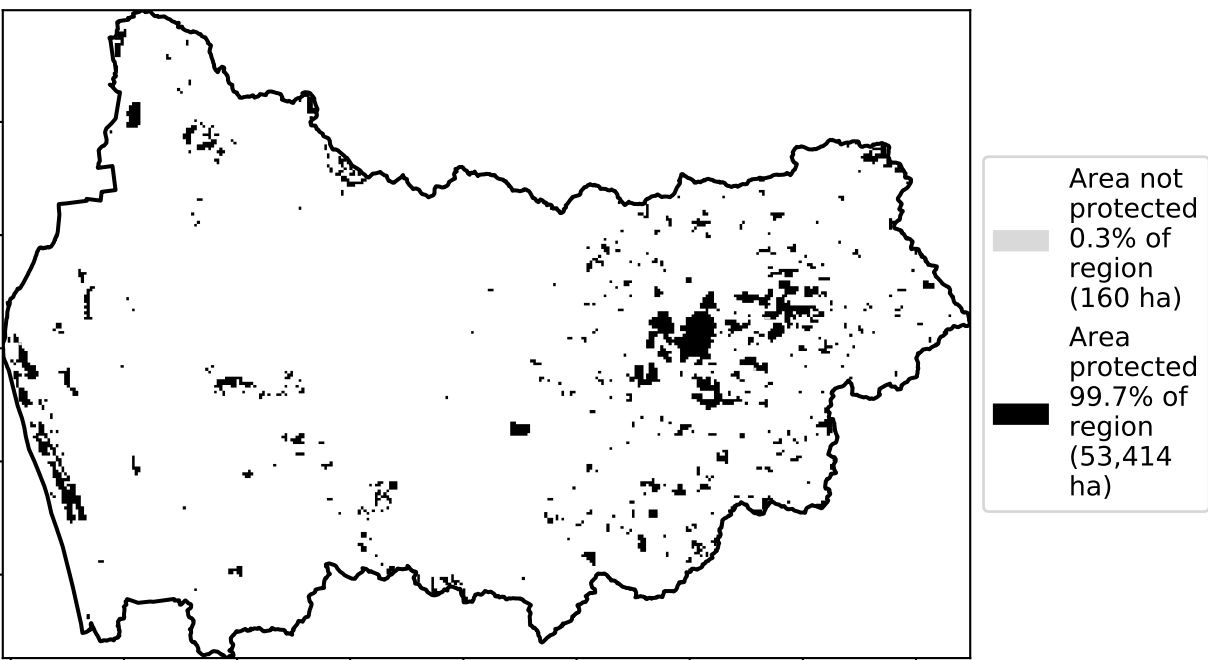 Area not
protected
0.3% of
region
(160 ha)
Area
protected
99.7% of
region
(53,414
ha)